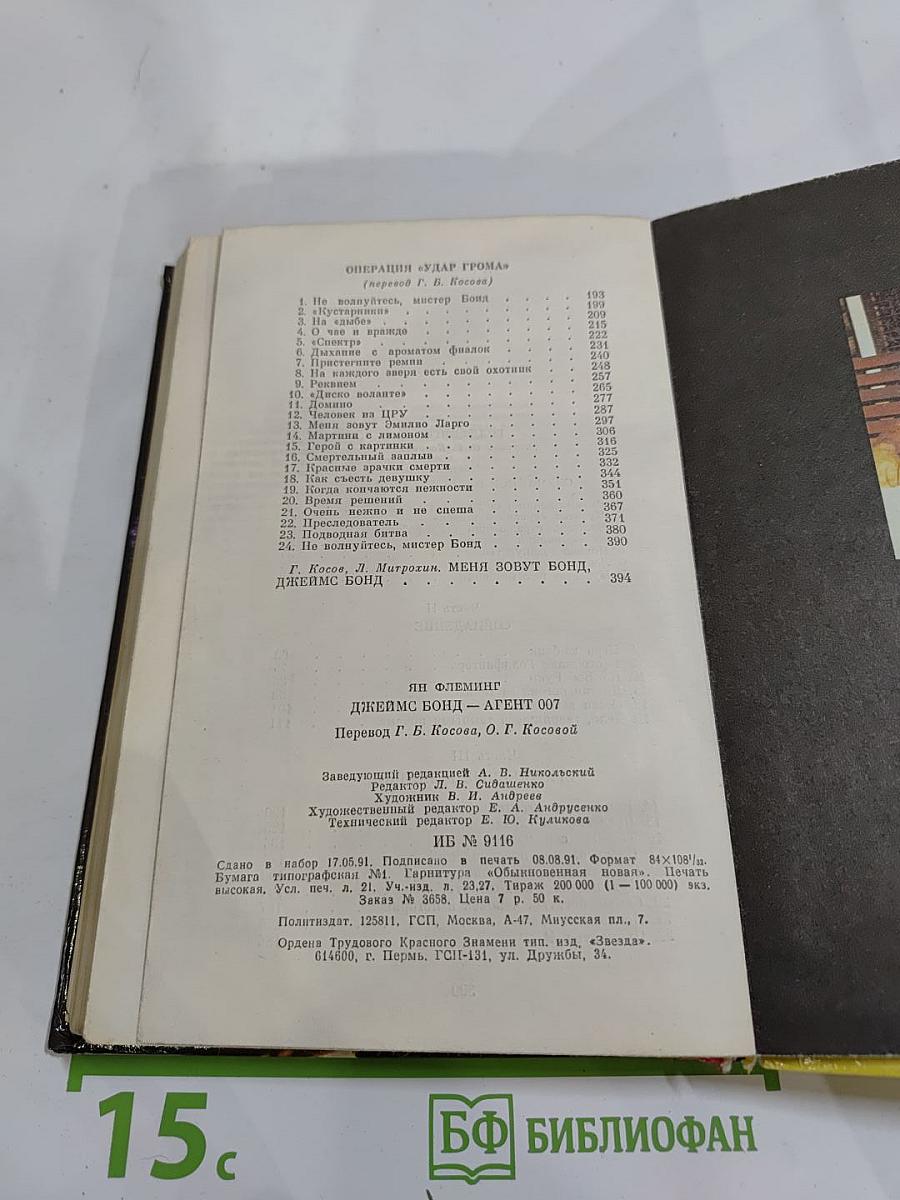 ОПЕРАЦИЯ «УДАР ГРОМА»
(перевод Г. Б. Косова)
1. Не волнуйтесь, мистер Бонд . . . . 193
2. «Кустарники» . . . . . . . . 199
3. На «дыбе» . . . . . . . . . 209
4. О чае и вражде . . . . . . . 215
5. «Спектр» . . . . . . . . . 222
6. Дыхание с ароматом фиалок . . . . 231
7. Пристегните ремни . . . . . . 240
8. На каждого зверя есть свой охотник . . 248
9. Реквием . . . . . . . . . 257
10. «Диско воланте» . . . . . . . 265
11. Домино . . . . . . . . . 277
12. Человек из ЦРУ . . . . . . . 287
13. Меня зовут Эмилио Ларго . . . . . 297
14. Мартини с лимоном . . . . . . 306
15. Герой с картинки . . . . . . . 316
16. Смертельный заплыв . . . . . . 325
17. Красные зрачки смерти . . . . . 332
18. Как съесть девушку . . . . . . 344
19. Когда кончаются нежности . . . . . 351
20. Время решений . . . . . . . 360
21. Очень нежно и не спеша . . . . . 367
22. Преследователь . . . . . . . 371
23. Подводная битва . . . . . . . 380
24. Не волнуйтесь, мистер Бонд . . . . . 390
Г. Косов, Л. Митрохин. МЕНЯ ЗОВУТ БОНД,
ДЖЕЙМС БОНД . . . . . . . . . 394
ЯН ФЛЕМИНГ
ДЖЕЙМС БОНД — АГЕНТ 007
Перевод Г. Б. Косова, О. Г. Косовой
Заведующий редакцией А. В. Никольский
Редактор Л. В. Сидашенко
Художник В. И. Андреев
Художественный редактор Е. А. Андрусенко
Технический редактор Е. Ю. Куликова
ИБ № 9116
Сдано в набор 17.05.91. Подписано в печать 08.08.91. Формат 84×108¹/₃₂.
Бумага типографская №1. Гарнитура «Обыкновенная новая». Печать
высокая. Усл. печ. л. 21. Уч.-изд. л. 23,27. Тираж 200 000 (1 — 100 000) экз.
Заказ № 3658. Цена 7 р. 50 к.
Политиздат. 125811, ГСП, Москва, А-47, Миусская пл., 7.
Ордена Трудового Красного Знамени тип. изд. «Звезда».
614600, г. Пермь, ГСП-131, ул. Дружбы, 34.
15 с
БФ БИБЛИОФАН